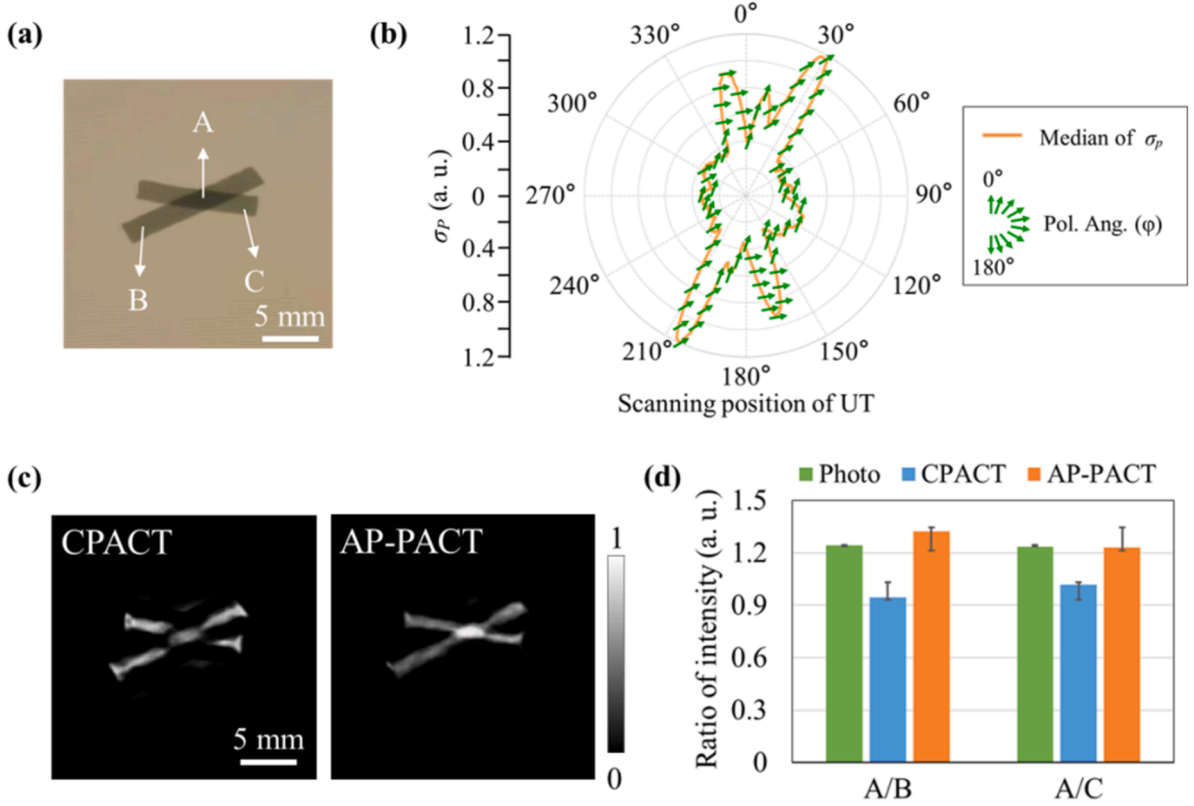 (a)
A
B
C
5 mm
(b)
1.2
0.8
0.4
0
0.4
0.8
1.2
σP (a. u.)
0°
30°
60°
90°
120°
150°
180°
210°
240°
270°
300°
330°
Scanning position of UT
Median of σp
0°
Pol. Ang. (φ)
180°
(c)
CPACT
5 mm
AP-PACT
1
0
(d)
Photo CPACT AP-PACT
Ratio of intensity (a. u.)
1.5
1.2
0.9
0.6
0.3
0
A/B A/C